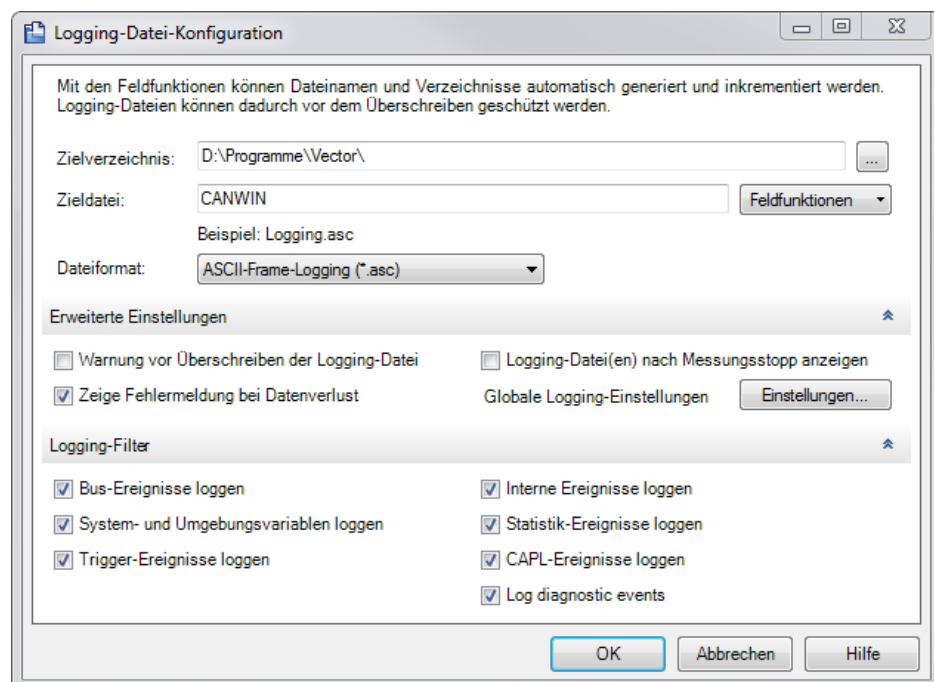 Logging-Datei-Konfiguration
Mit den Feldfunktionen können Dateinamen und Verzeichnisse automatisch generiert und inkrementiert werden.
Logging-Dateien können dadurch vor dem Überschreiben geschützt werden.
Zielverzeichnis: D:\Programme\Vector\ ...
Zieldatei: CANWIN Feldfunktionen
Beispiel: Logging.asc
Dateiformat: ASCII-Frame-Logging (*.asc)
Erweiterte Einstellungen
Warnung vor Überschreiben der Logging-Datei Logging-Datei(en) nach Messungsstopp anzeigen
Zeige Fehlermeldung bei Datenverlust Globale Logging-Einstellungen Einstellungen...
Logging-Filter
Bus-Ereignisse loggen Interne Ereignisse loggen
System- und Umgebungsvariablen loggen Statistik-Ereignisse loggen
Trigger-Ereignisse loggen CAPL-Ereignisse loggen
Log diagnostic events
OK Abbrechen Hilfe